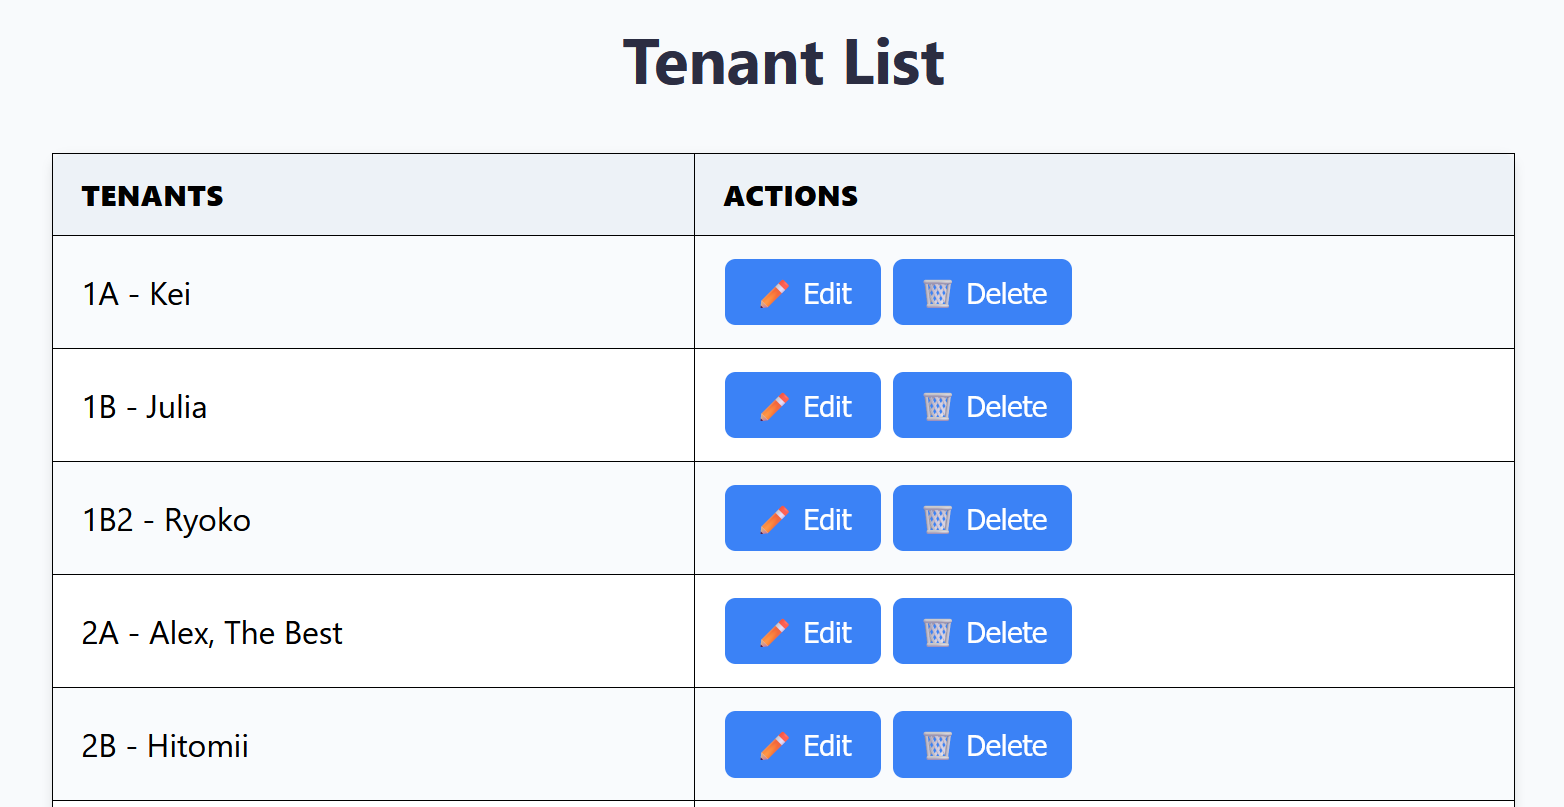 Tenant List
TENANTS ACTIONS
1A - Kei Edit Delete
1B - Julia Edit Delete
1B2 - Ryoko Edit Delete
2A - Alex, The Best Edit Delete
2B - Hitomii Edit Delete